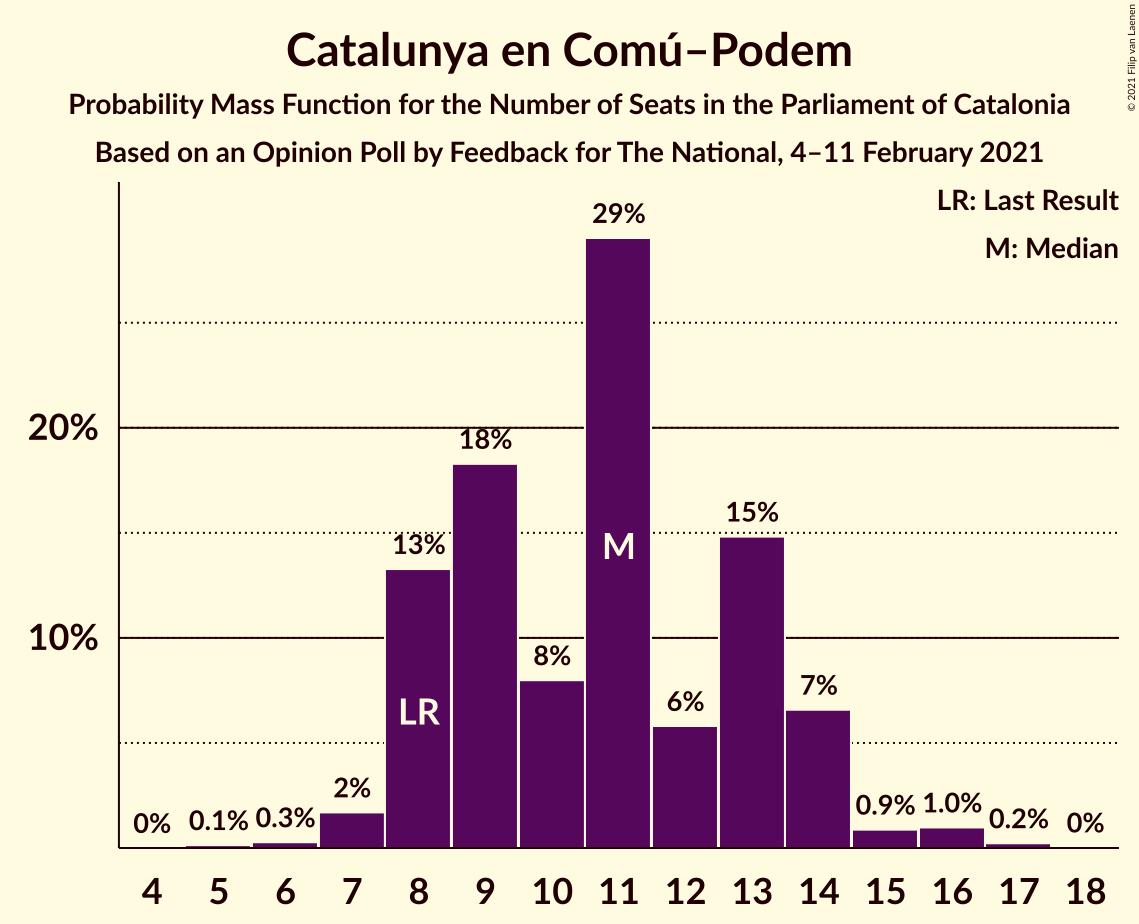 Catalunya en Comú–Podem
Probability Mass Function for the Number of Seats in the Parliament of Catalonia
Based on an Opinion Poll by Feedback for The National, 4–11 February 2021
© 2021 Filip van Laenen
LR: Last Result
M: Median
20%
10%
0%
0.1%
0.3%
2%
13%
18%
8%
29%
6%
15%
7%
0.9%
1.0%
0.2%
0%
LR
M
4 5 6 7 8 9 10 11 12 13 14 15 16 17 18